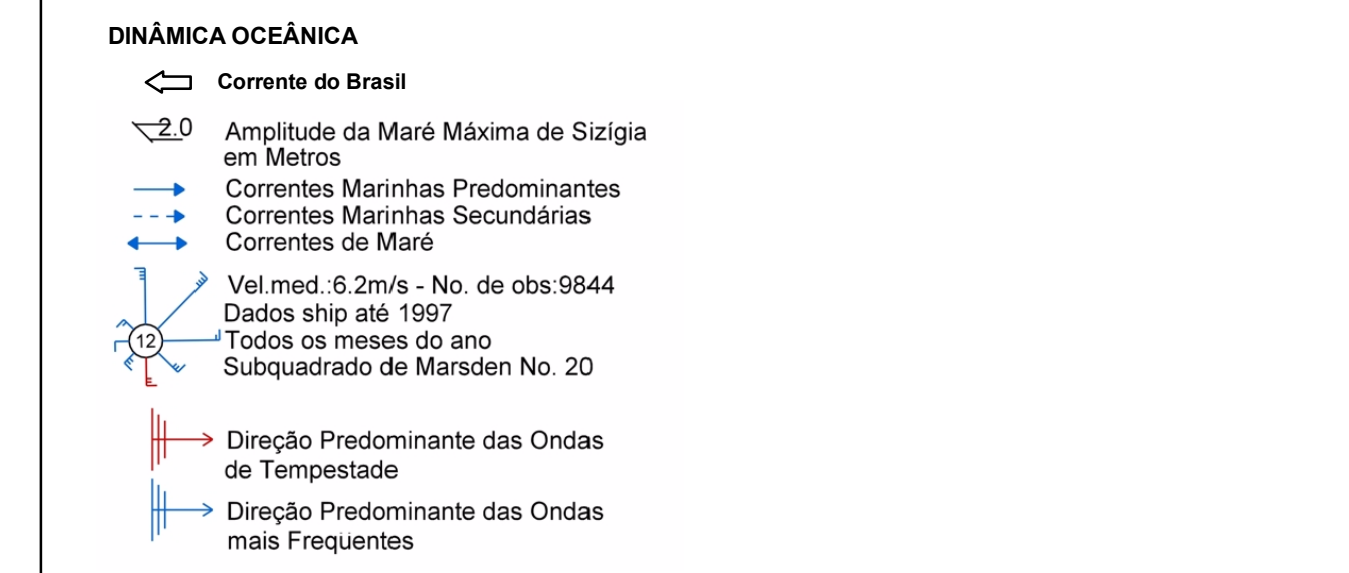 DINÂMICA OCEÂNICA
Corrente do Brasil
2.0 Amplitude da Maré Máxima de Sizígia
em Metros
Correntes Marinhas Predominantes
Correntes Marinhas Secundárias
Correntes de Maré
Vel.med.:6.2m/s - No. de obs:9844
Dados ship até 1997
12 Todos os meses do ano
Subquadrado de Marsden No. 20
Direção Predominante das Ondas
de Tempestade
Direção Predominante das Ondas
mais Freqüentes